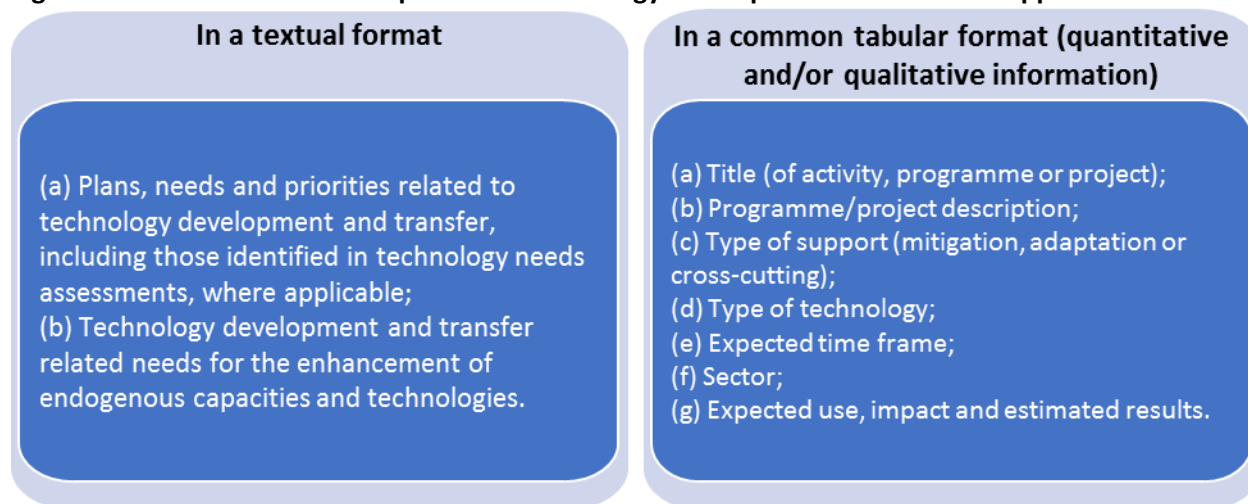 In a textual format
(a) Plans, needs and priorities related to
technology development and transfer,
including those identified in technology needs
assessments, where applicable;
(b) Technology development and transfer
related needs for the enhancement of
endogenous capacities and technologies.
In a common tabular format (quantitative
and/or qualitative information)
(a) Title (of activity, programme or project);
(b) Programme/project description;
(c) Type of support (mitigation, adaptation or
cross-cutting);
(d) Type of technology;
(e) Expected time frame;
(f) Sector;
(g) Expected use, impact and estimated results.